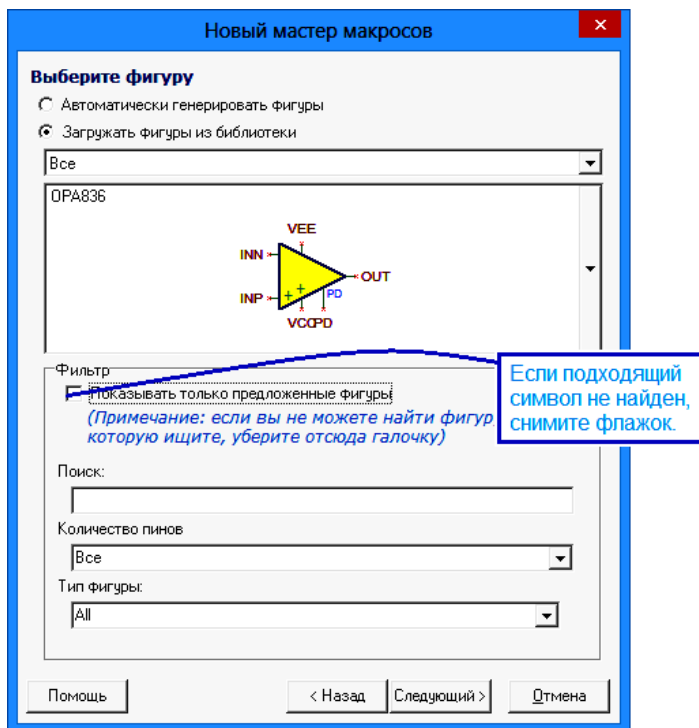 Новый мастер макросов
Выберите фигуру
Автоматически генерировать фигуры
Загружать фигуры из библиотеки
Все
OPA836
VEE
INN
OUT
INP
PD
VCCPD
Фильтр
Показывать только предложенные фигуры
(Примечание: если вы не можете найти фигур
которую ищите, уберите отсюда галочку)
Если подходящий
символ не найден,
снимите флажок.
Поиск:
Количество пинов
Все
Тип фигуры:
All
Помощь
< Назад
Следующий >
Отмена